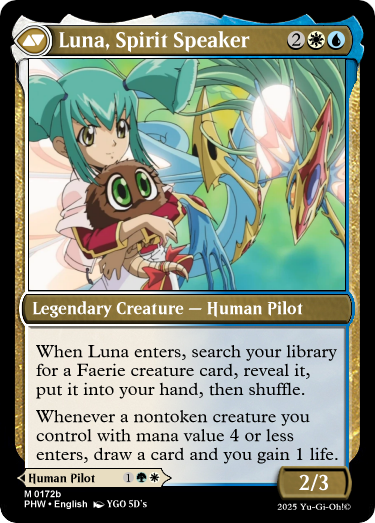 Luna, Spirit Speaker 2
Legendary Creature — Human Pilot
When Luna enters, search your library
for a Faerie creature card, reveal it,
put it into your hand, then shuffle.
Whenever a nontoken creature you
control with mana value 4 or less
enters, draw a card and you gain 1 life.
Human Pilot 1
2/3
M 0172b
PHW • English YGO 5D's
2025 Yu-Gi-Oh!©